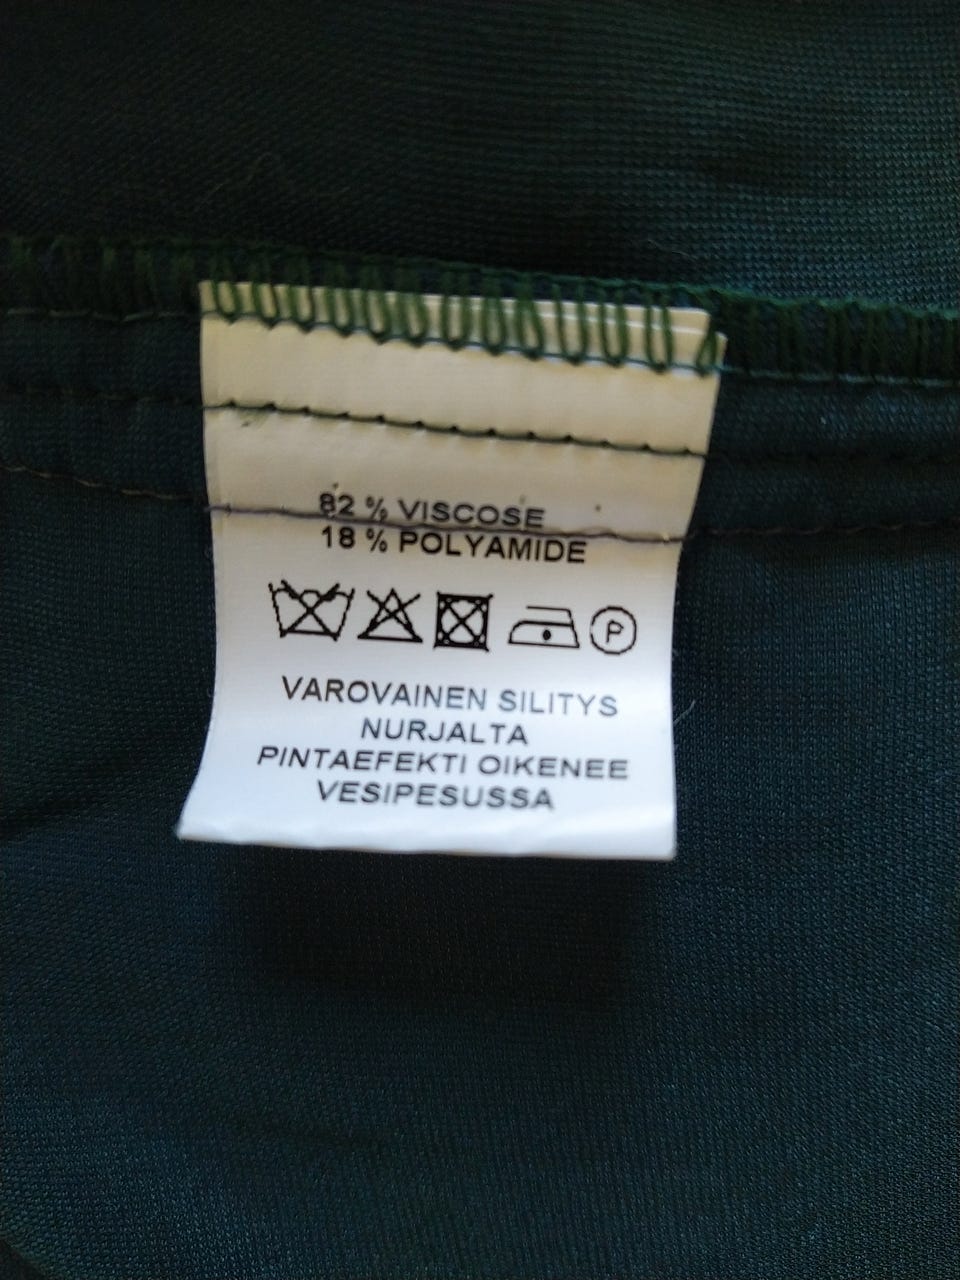 82 % VISCOSE
18 % POLYAMIDE
P
VAROVAINEN SILITYS
NURJALTA
PINTAEFEKTI OIKENEE
VESIPESUSSA